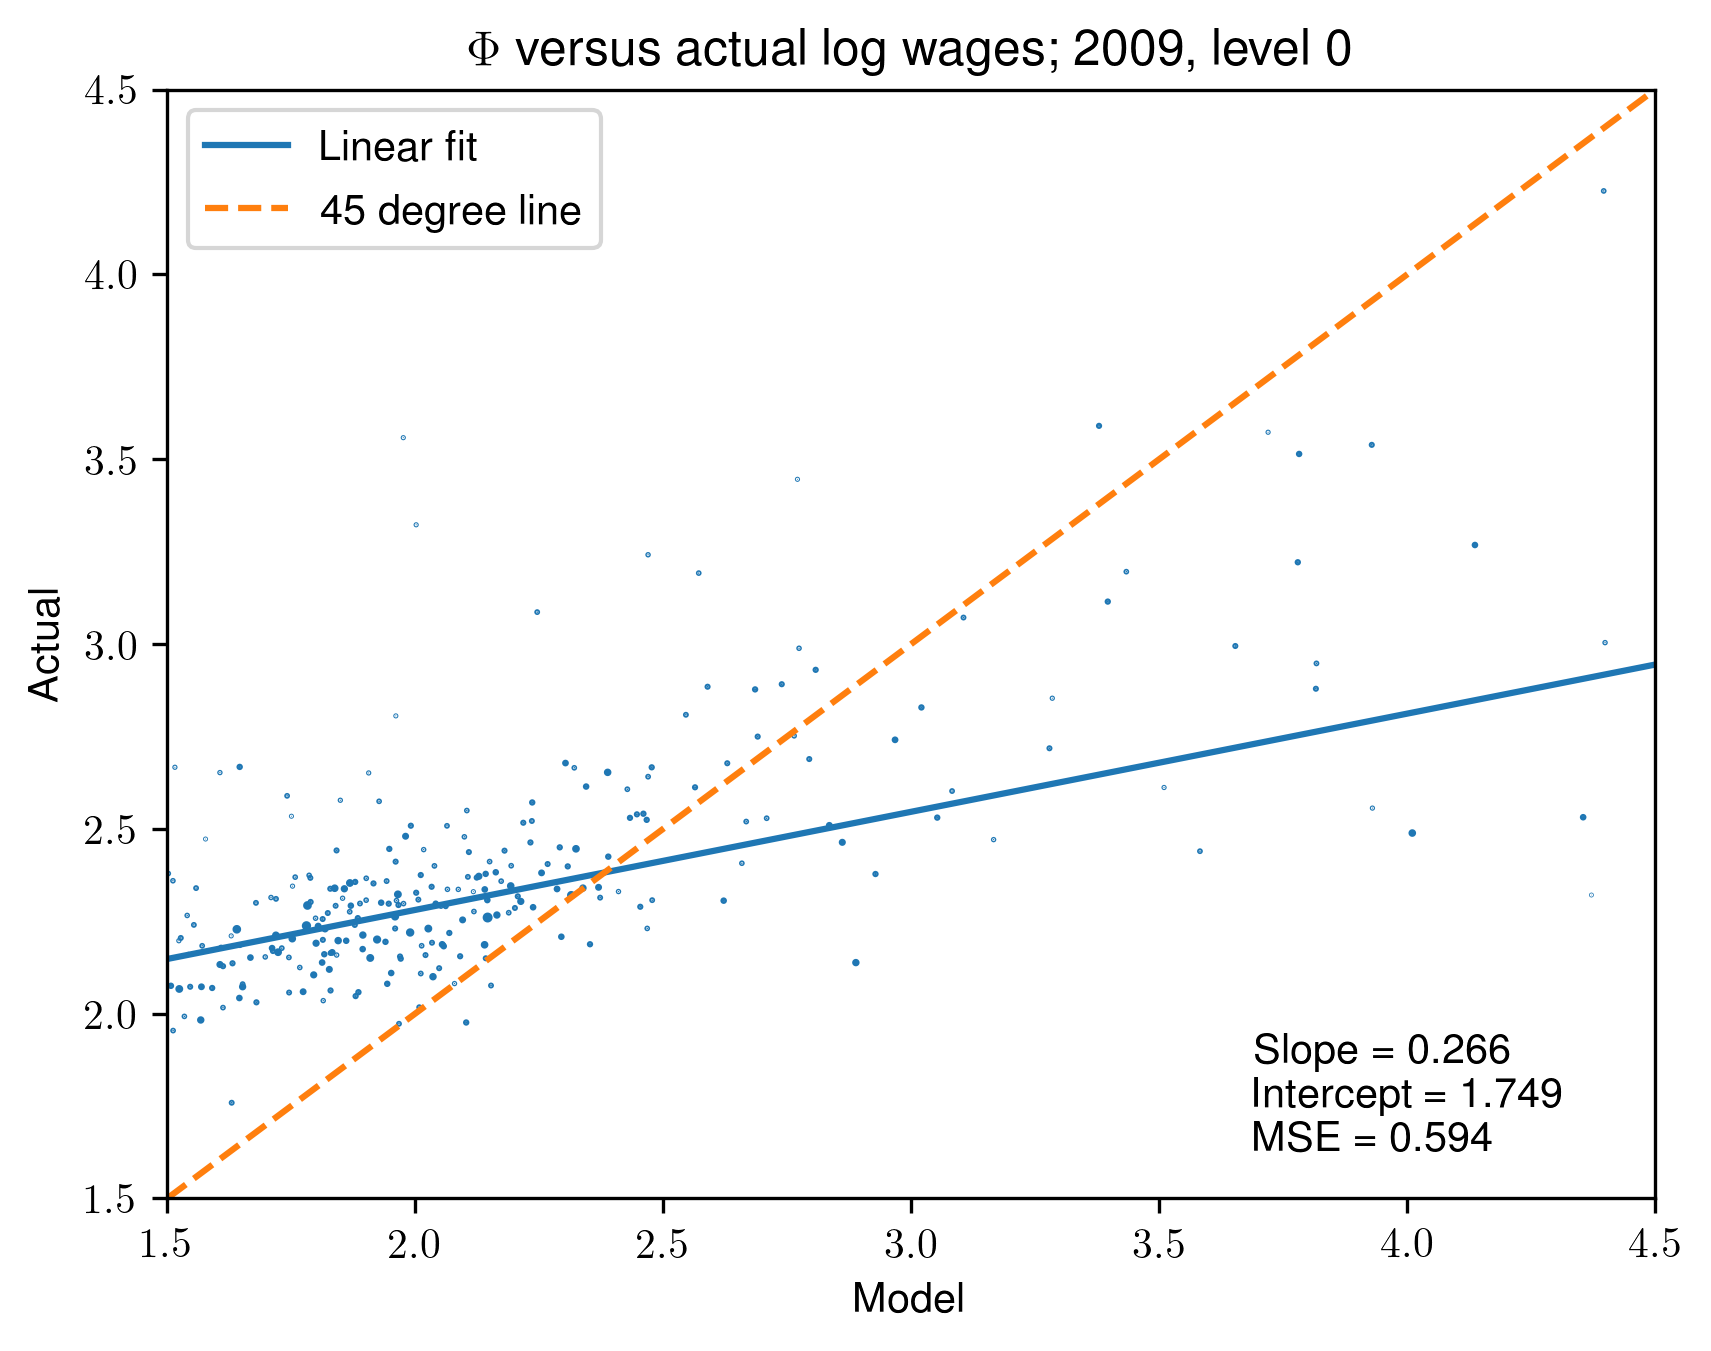 Φ versus actual log wages; 2009, level 0
4.5
4.0
3.5
3.0
2.5
2.0
1.5
Actual
Linear fit
45 degree line
Slope = 0.266
Intercept = 1.749
MSE = 0.594
1.5 2.0 2.5 3.0 3.5 4.0 4.5
Model